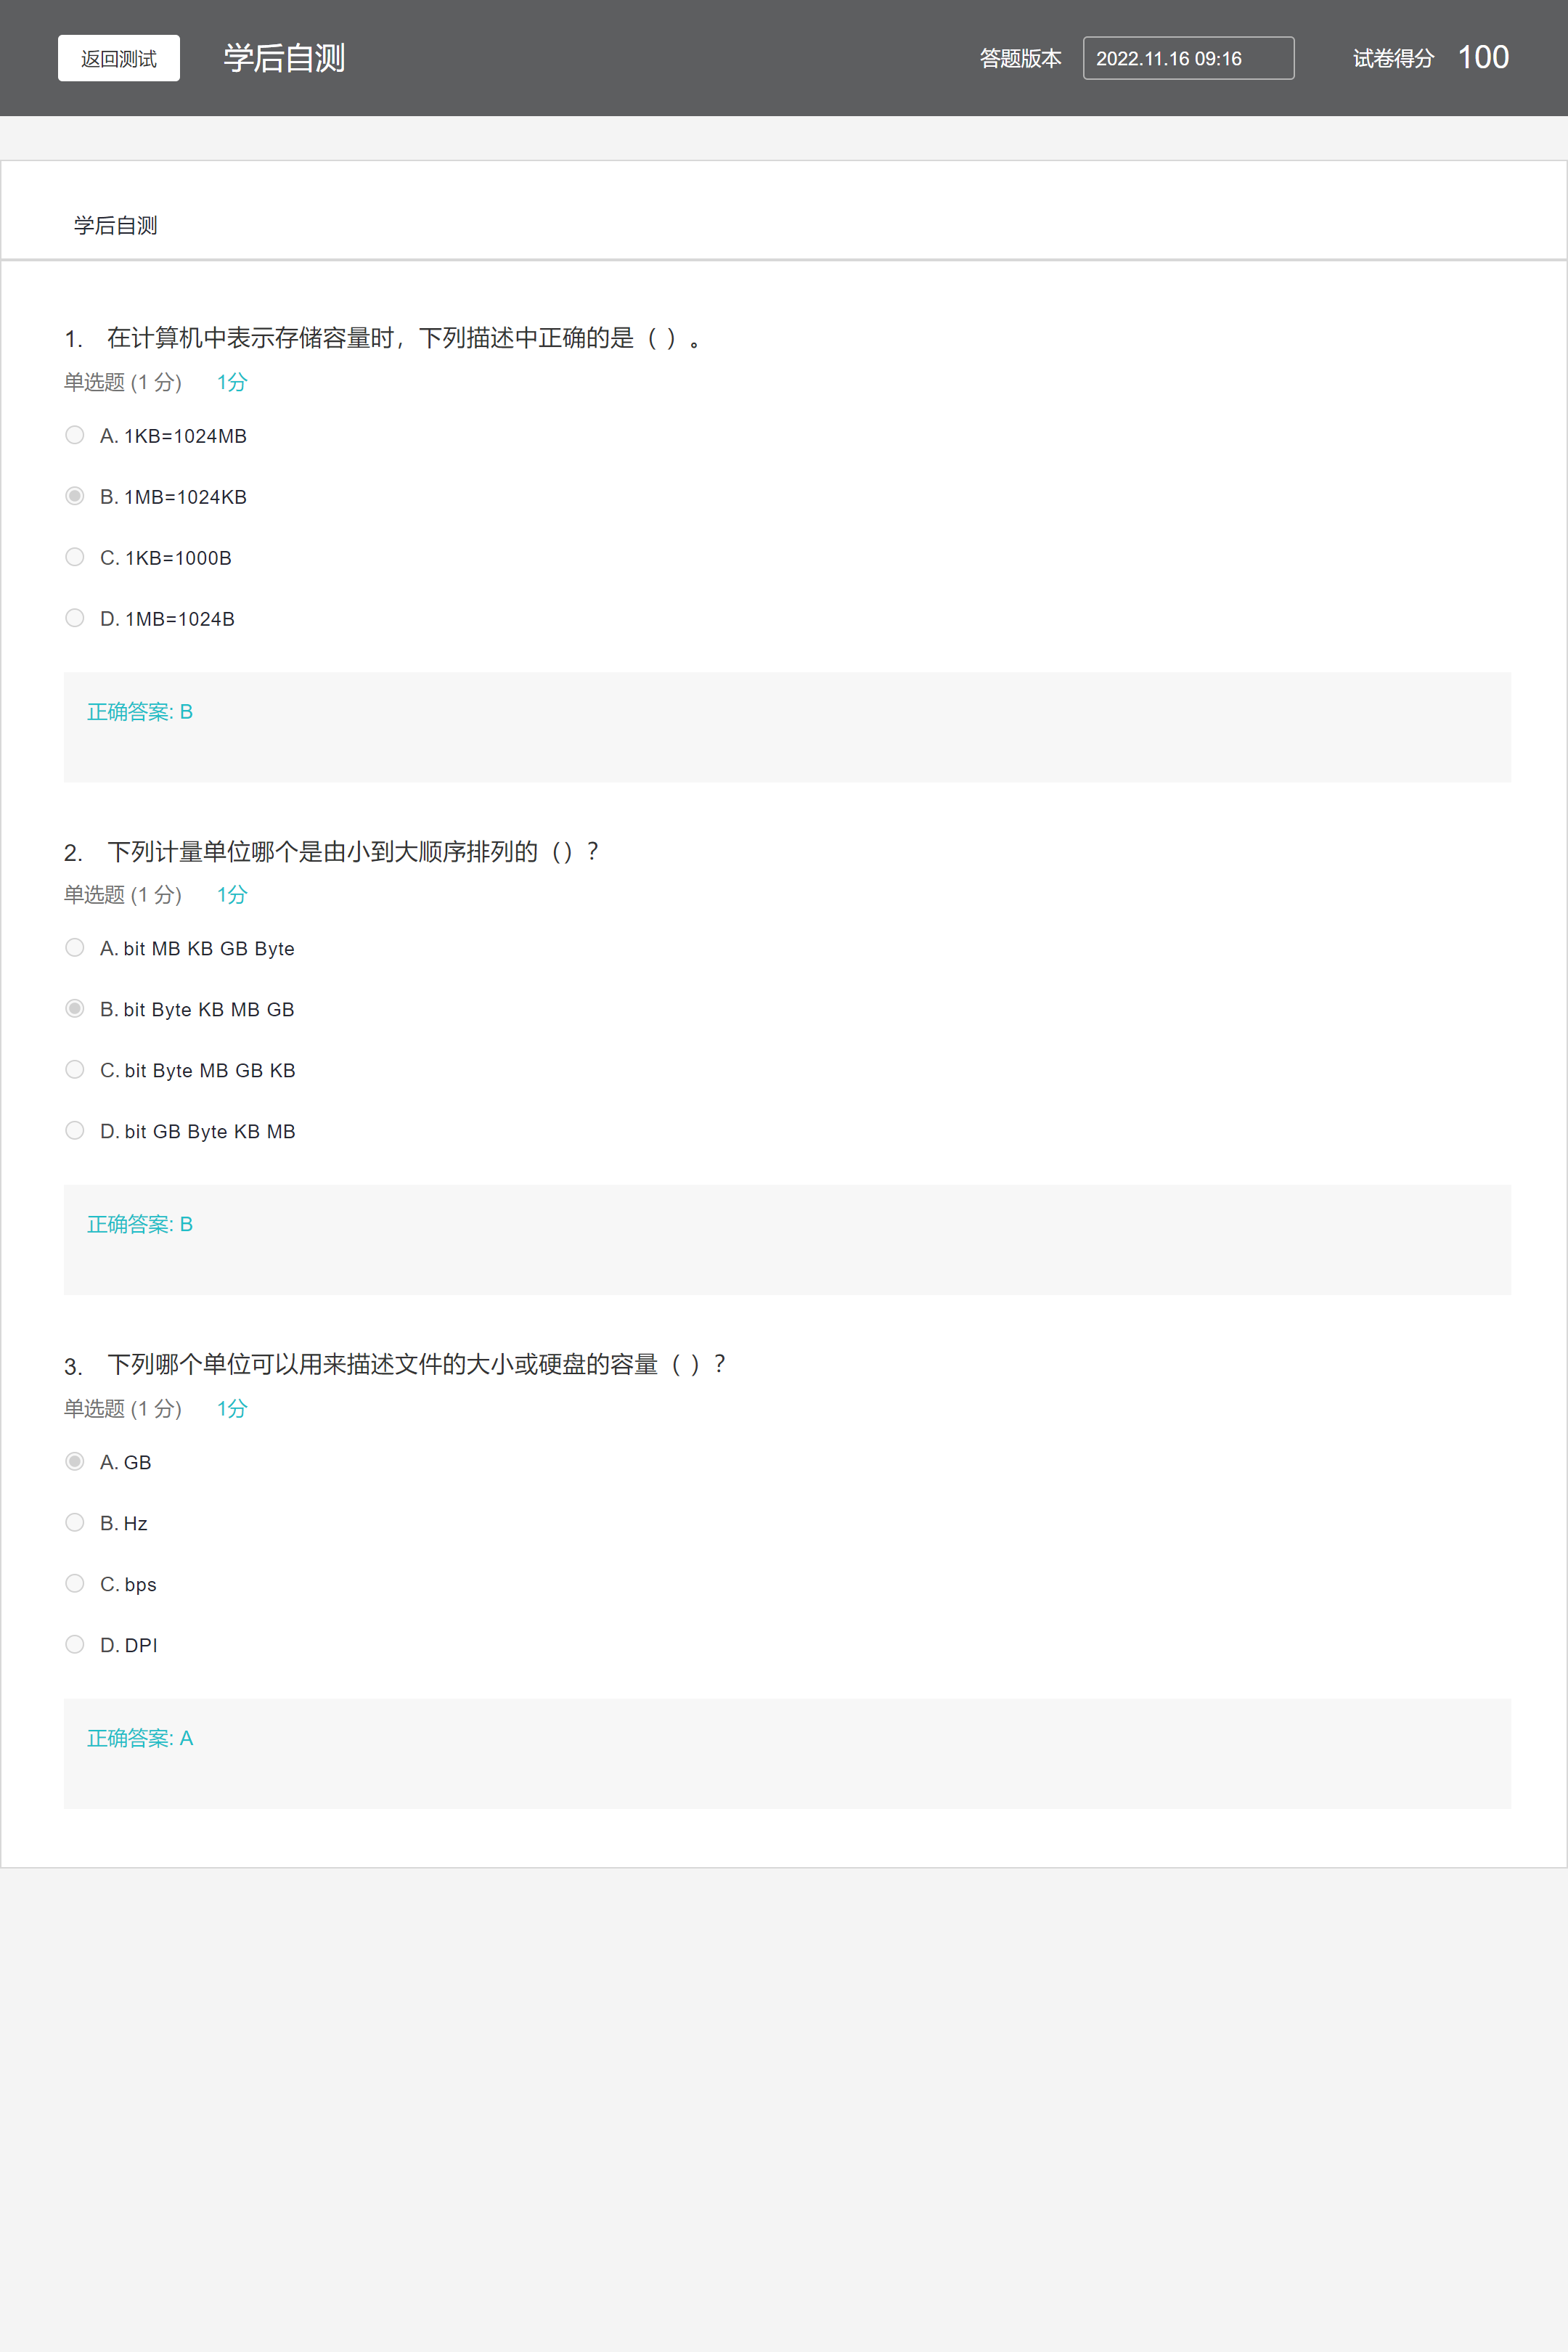 返回测试 学后自测 答题版本 2022.11.16 09:16 试卷得分 100
学后自测
1. 在计算机中表示存储容量时，下列描述中正确的是（ ）。
单选题 (1 分) 1分
A. 1KB=1024MB
B. 1MB=1024KB
C. 1KB=1000B
D. 1MB=1024B
正确答案: B
2. 下列计量单位哪个是由小到大顺序排列的（）？
单选题 (1 分) 1分
A. bit MB KB GB Byte
B. bit Byte KB MB GB
C. bit Byte MB GB KB
D. bit GB Byte KB MB
正确答案: B
3. 下列哪个单位可以用来描述文件的大小或硬盘的容量（ ）？
单选题 (1 分) 1分
A. GB
B. Hz
C. bps
D. DPI
正确答案: A